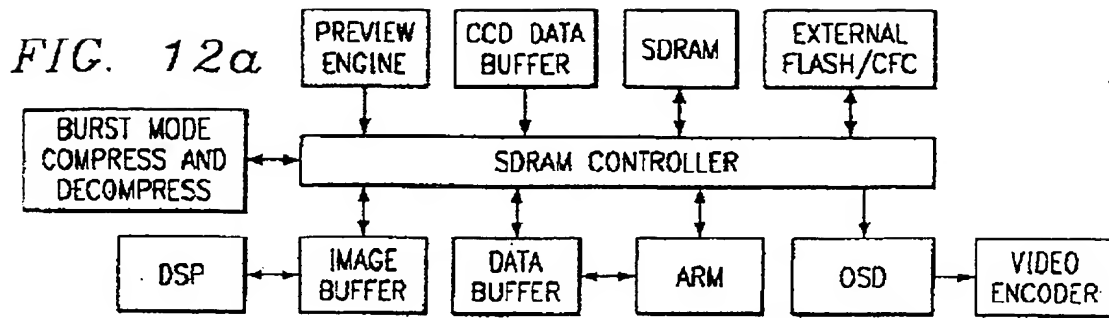 FIG. 12a
PREVIEW
ENGINE
CCD DATA
BUFFER
SDRAM
EXTERNAL
FLASH/CFC
BURST MODE
COMPRESS AND
DECOMPRESS
SDRAM CONTROLLER
DSP
IMAGE
BUFFER
DATA
BUFFER
ARM
OSD
VIDEO
ENCODER